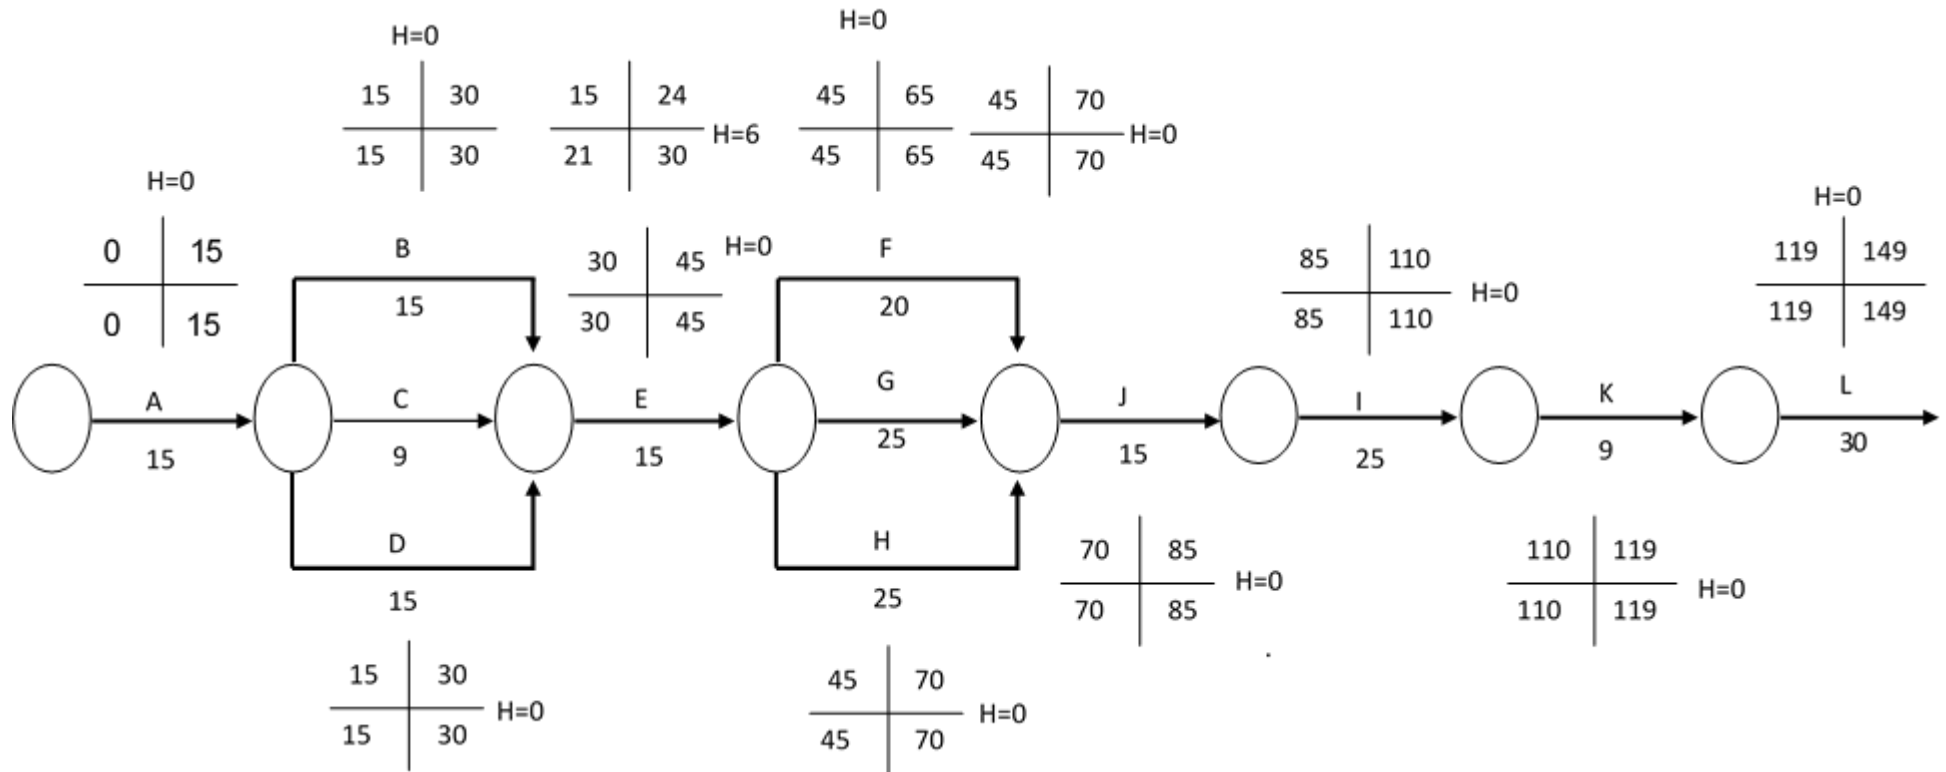 H=0
H=0
15 30
15 24
45 65
45 70
H=6
H=0
15 30
21 30
45 65
45 70
H=0
H=0
0 15
B
30 45
H=0
F
85 110
119 149
15
20
H=0
0 15
30 45
85 110
119 149
A
C
E
G
J
I
K
L
15
9
15
25
15
25
9
30
D
H
70 85
110 119
15
25
H=0
H=0
70 85
110 119
15 30
45 70
H=0
H=0
15 30
45 70
.